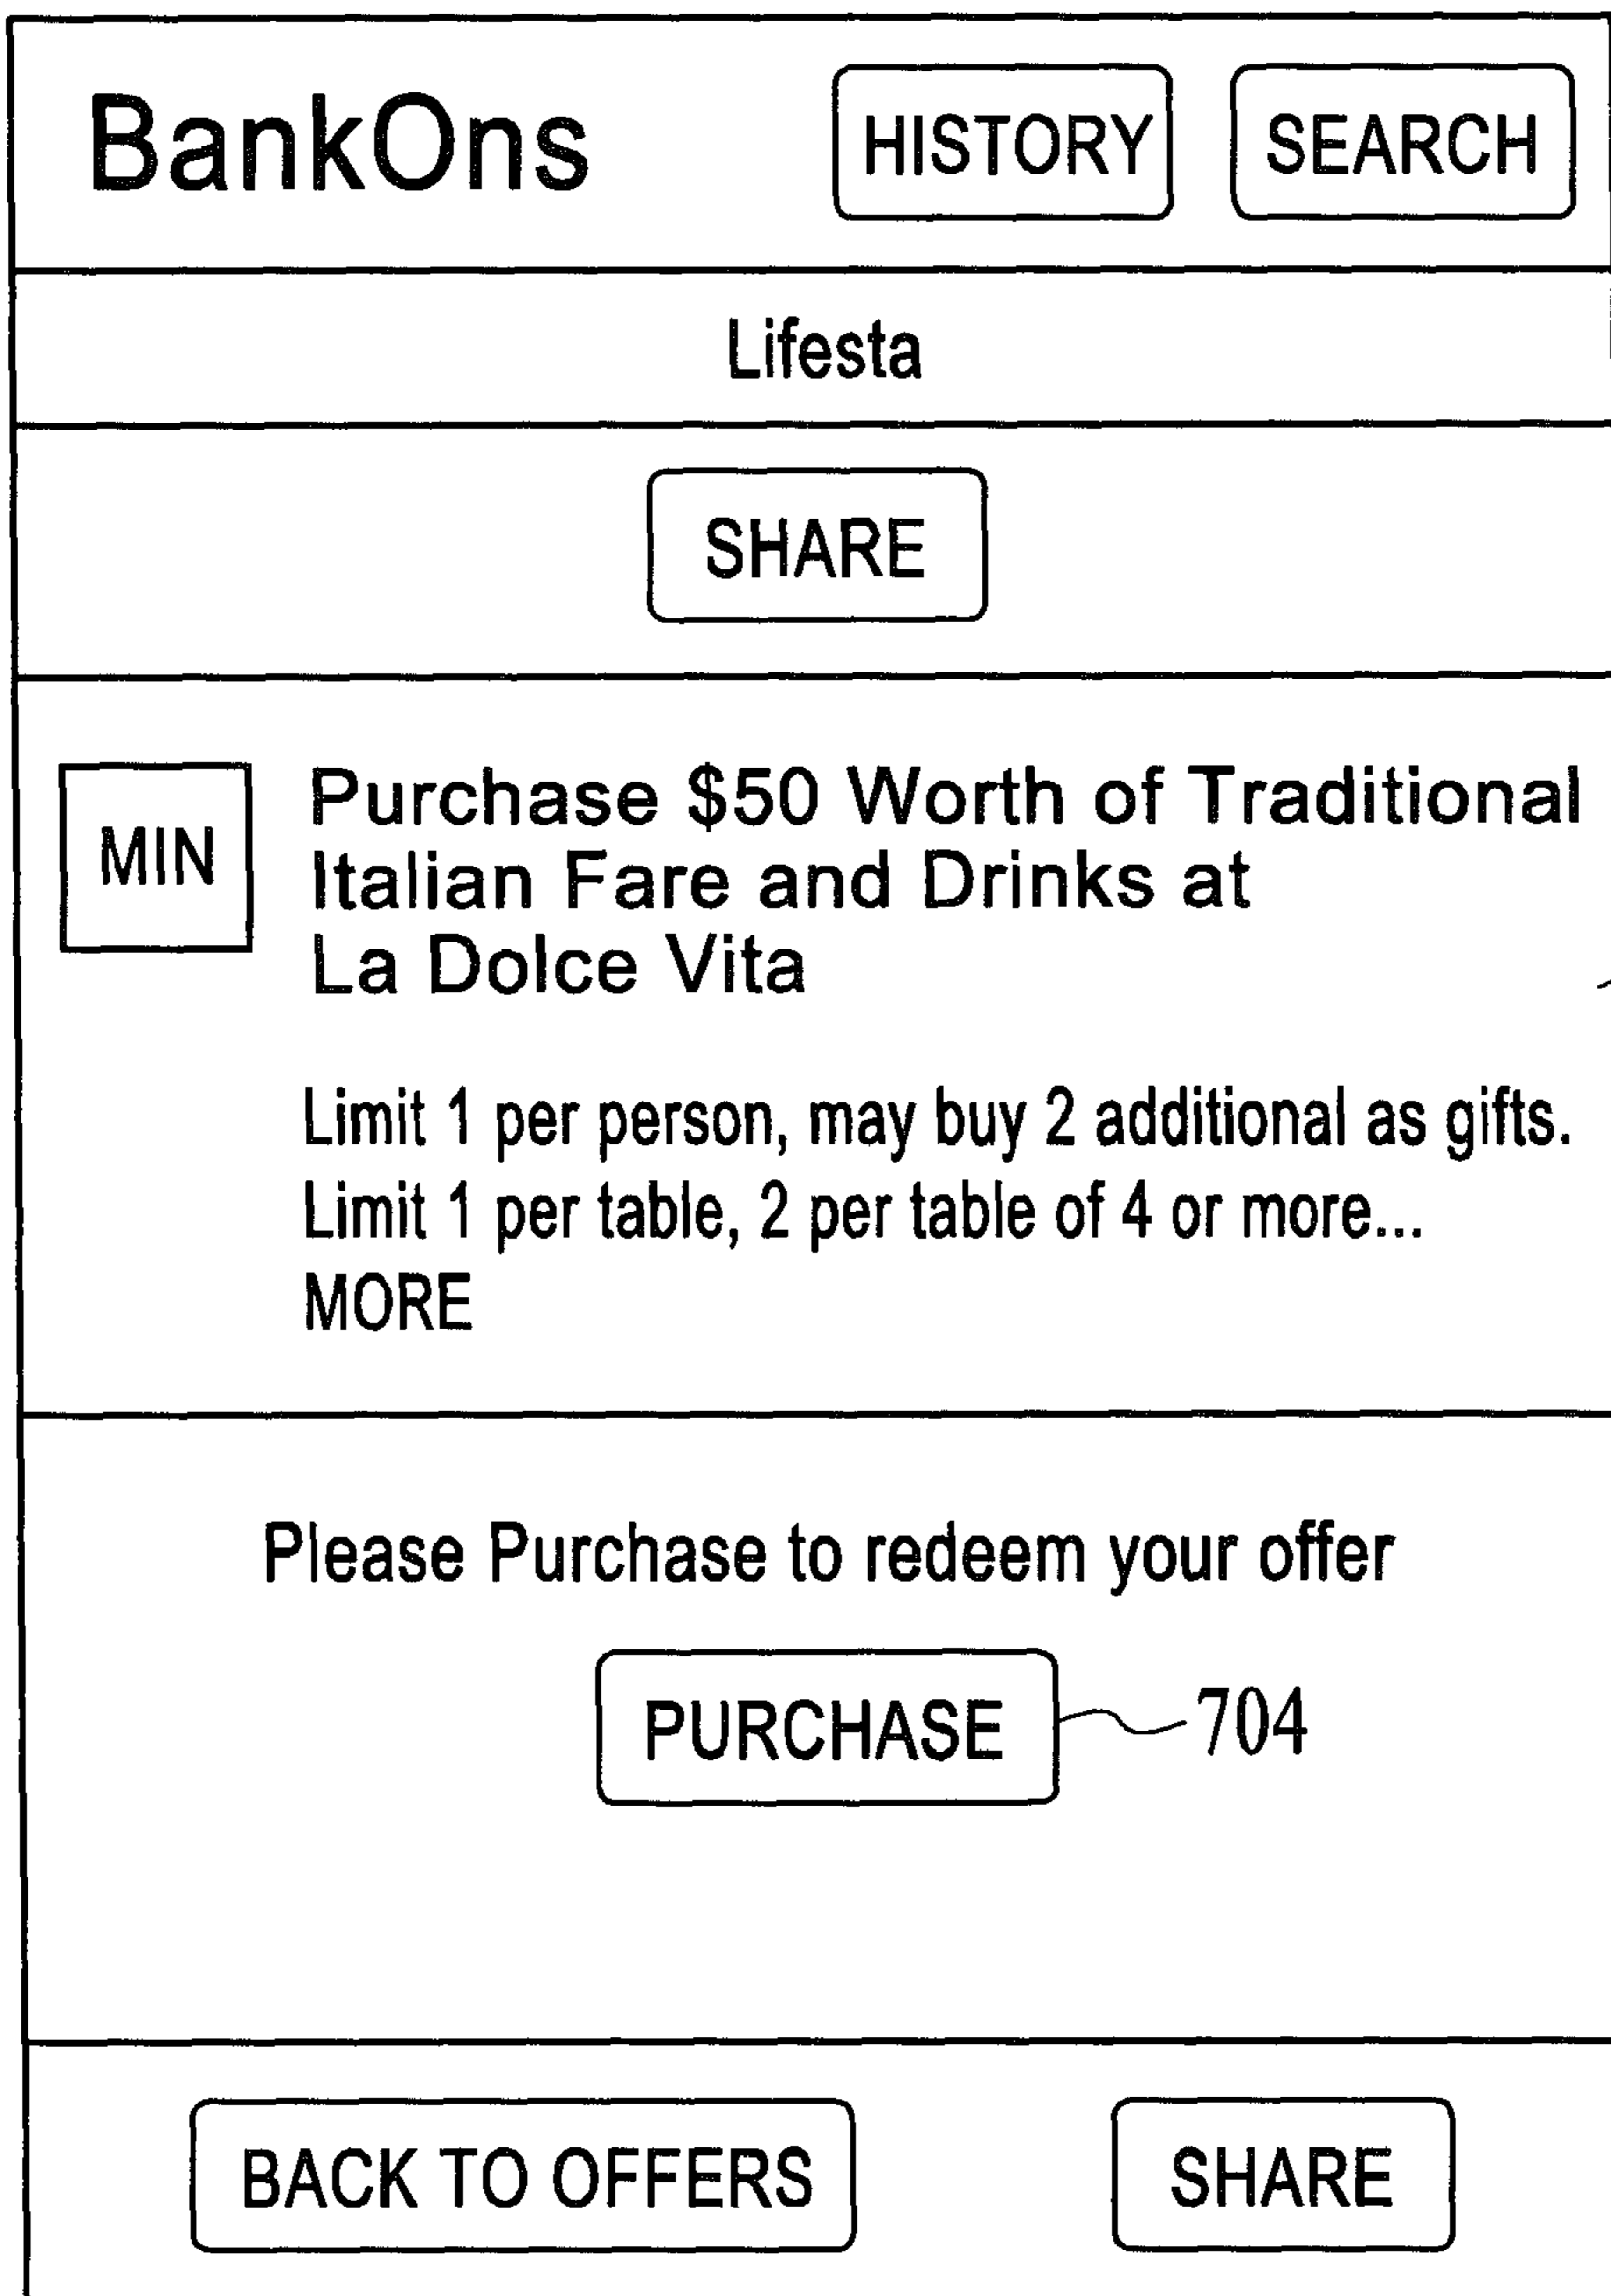 BankOns HISTORY SEARCH
Lifesta
SHARE
MIN
Purchase $50 Worth of Traditional
Italian Fare and Drinks at
La Dolce Vita
Limit 1 per person, may buy 2 additional as gifts.
Limit 1 per table, 2 per table of 4 or more...
MORE
Please Purchase to redeem your offer
PURCHASE 704
BACK TO OFFERS SHARE